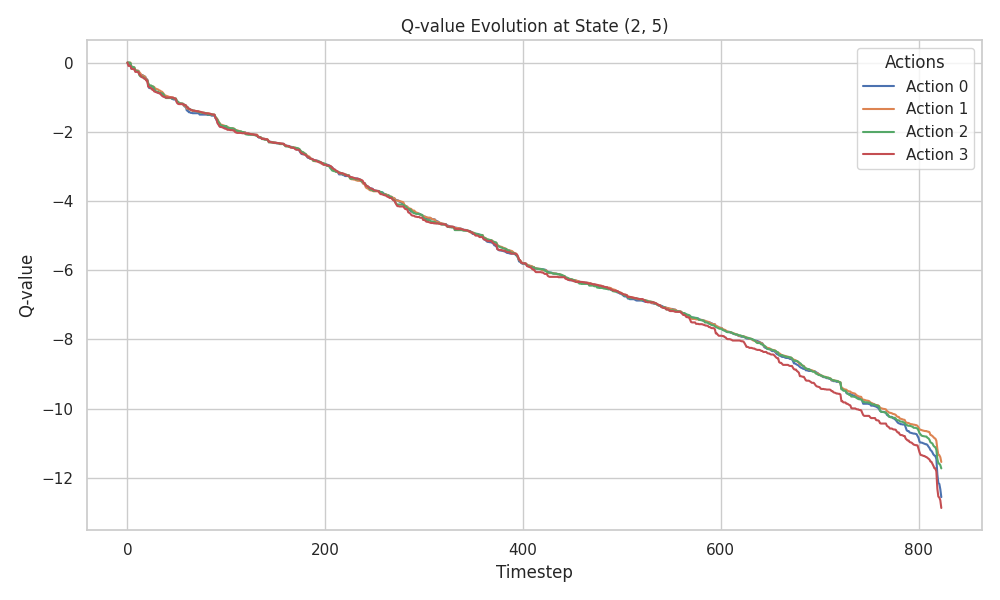 Q-value Evolution at State (2, 5)
Actions
Action 0
Action 1
Action 2
Action 3
Q-value
0
−2
−4
−6
−8
−10
−12
0 200 400 600 800
Timestep